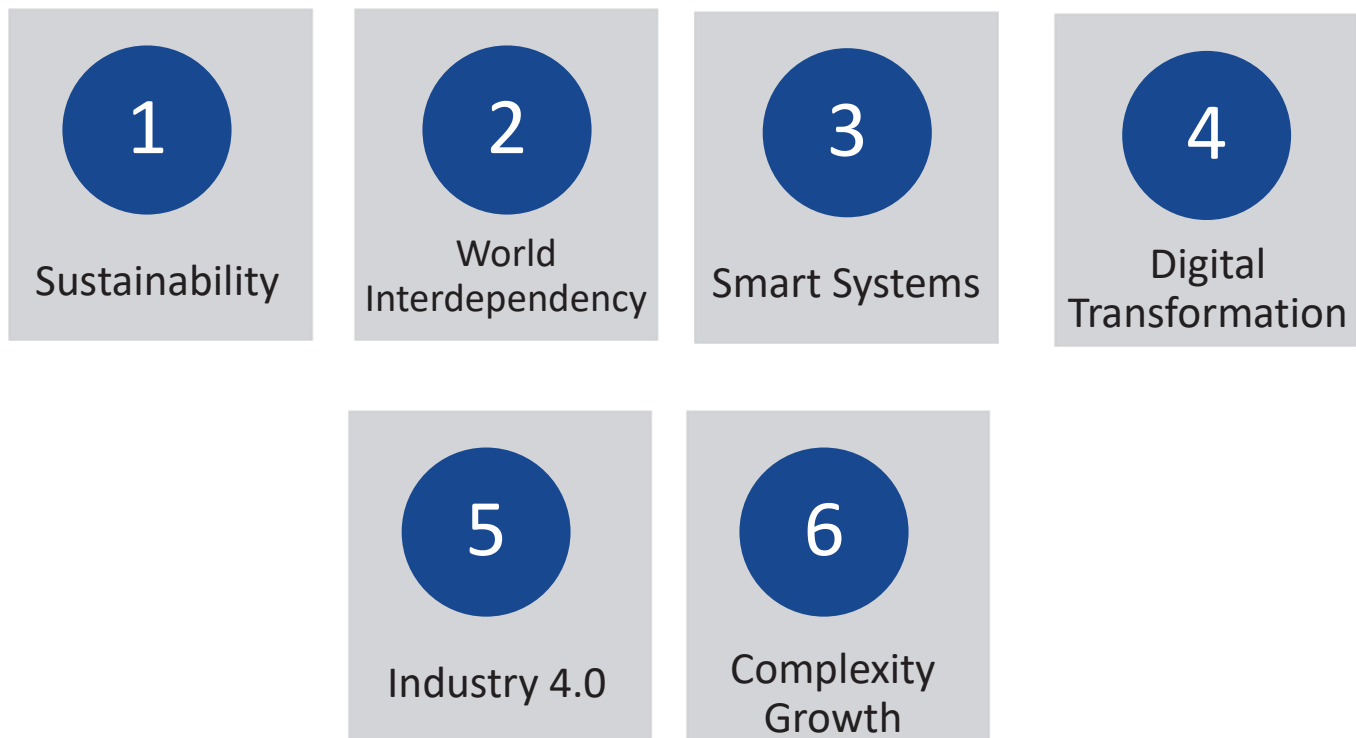 1
Sustainability
2
World
Interdependency
3
Smart Systems
4
Digital
Transformation
5
Industry 4.0
6
Complexity
Growth